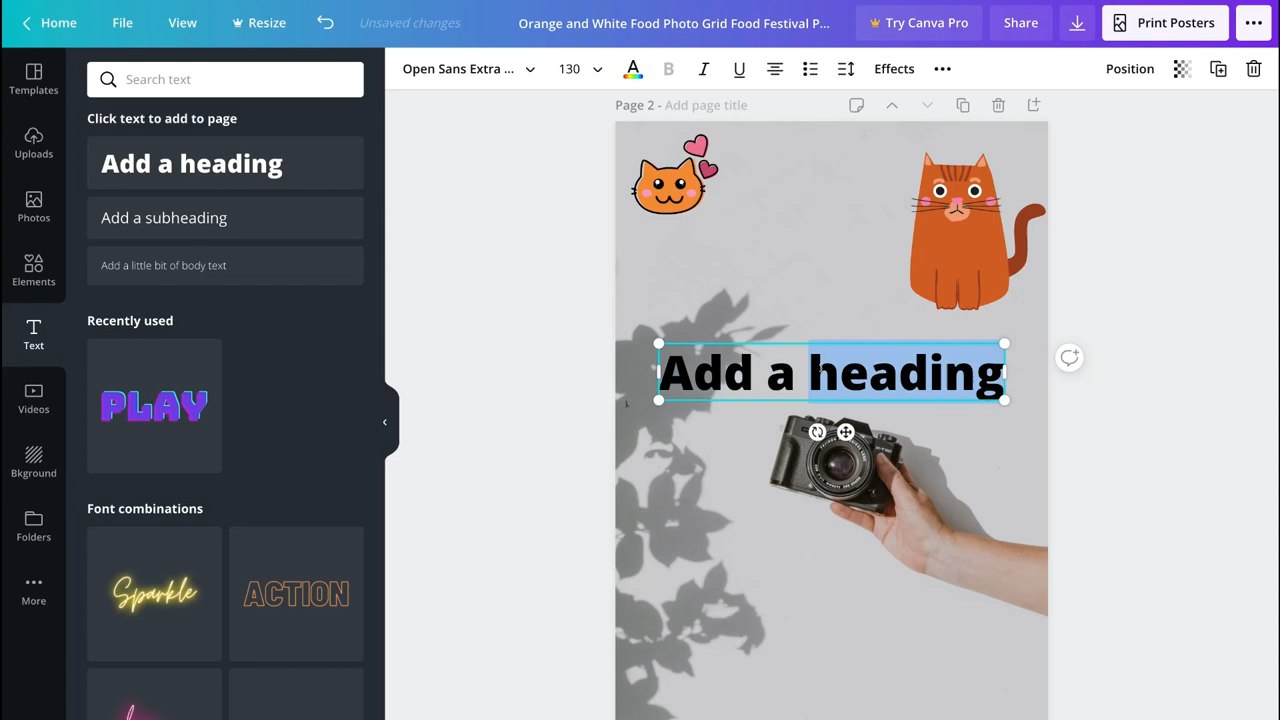 Home File View Resize Unsaved changes Orange and White Food Photo Grid Food Festival P... Try Canva Pro Share Print Posters
Templates
Uploads
Photos
Elements
Text
Videos
Bkground
Folders
More
Search text
Click text to add to page
Add a heading
Add a subheading
Add a little bit of body text
Recently used
PLAY
Font combinations
Sparkle
ACTION
Open Sans Extra ... 130 A B I U Effects Position
Page 2 - Add page title
Add a heading